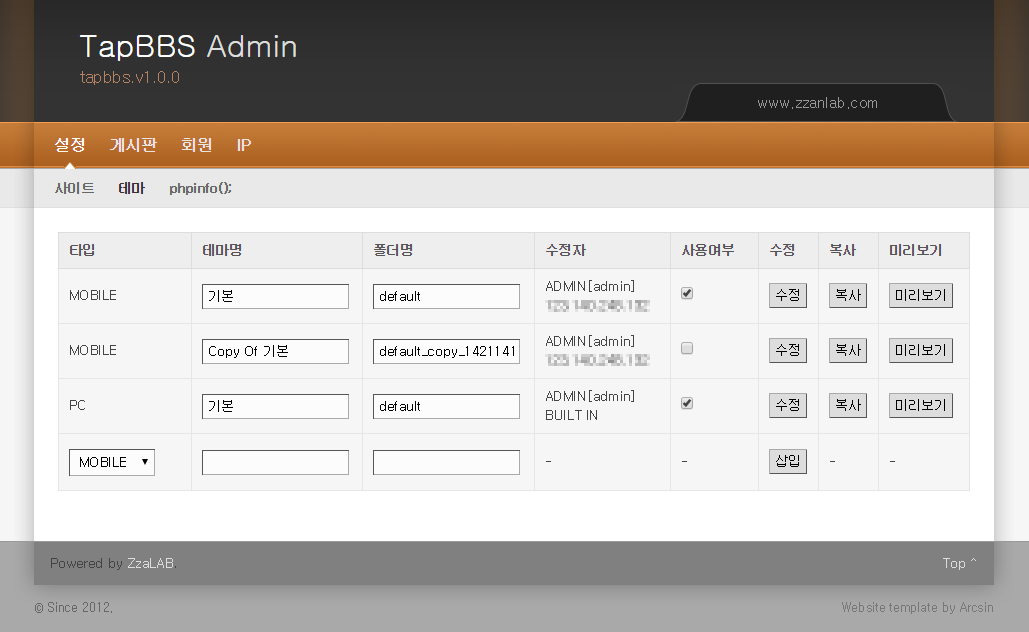 TapBBS Admin
tapbbs.v1.0.0
www.zzanlab.com
설정 게시판 회원 IP
사이트 테마 phpinfo();
타입 테마명 폴더명 수정자 사용여부 수정 복사 미리보기
MOBILE 기본 default ADMIN[admin] 수정 복사 미리보기
MOBILE Copy Of 기본 default_copy_1421141 ADMIN[admin] 수정 복사 미리보기
PC 기본 default ADMIN[admin] 수정 복사 미리보기
BUILT IN
MOBILE ▼ - - 삽입 - -
Powered by ZzaLAB. Top ^
© Since 2012. Website template by Arcsin